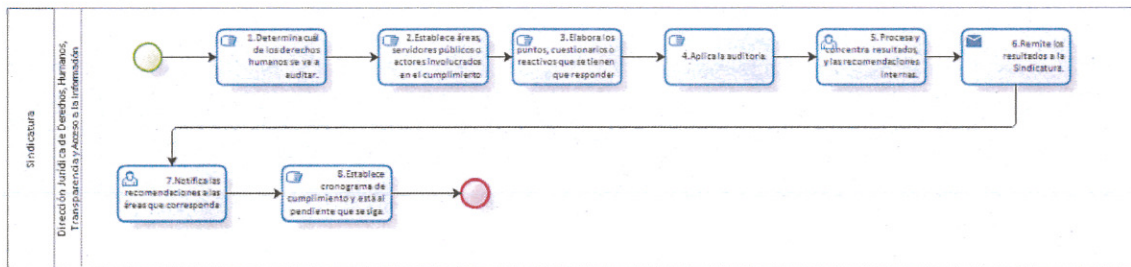 Sindicatura
Dirección Jurídica de Derechos, Humanos,
Transparencia y Acceso a la Información
1.Determina cuál
de los derechos
humanos se va a
auditar.
2.Establece áreas,
servidores públicos o
actores involucrados
en el cumplimiento
3.Elabora los
puntos, cuestionarios o
reactivos que se tienen
que responder
4.Aplica la auditoria.
5. Procesa y
concentra resultados,
y las recomendaciones
internas.
6.Remite los
resultados a la
Sindicatura.
7.Notifica las
recomendaciones a las
áreas que corresponda
8.Establece
cronograma de
cumplimiento y está al
pendiente que se siga.